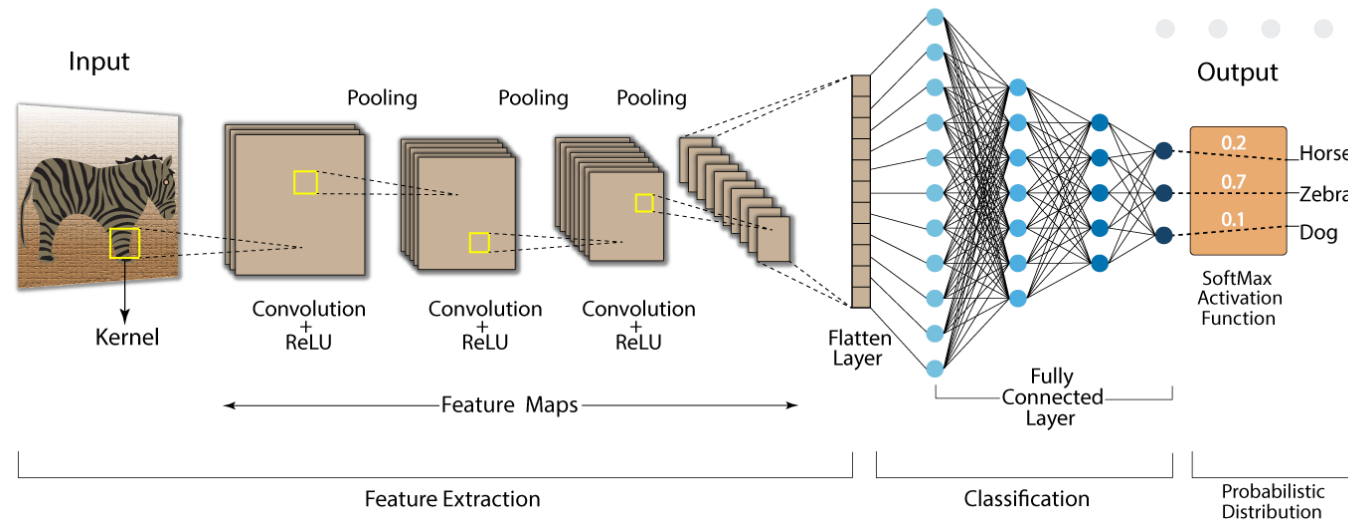 Input
Output
Pooling
Pooling
Pooling
0.2
Horse
0.7
Zebra
0.1
Dog
Kernel
Convolution
+
ReLU
Convolution
+
ReLU
Convolution
+
ReLU
Flatten
Layer
SoftMax
Activation
Function
Fully
Connected
Layer
Feature Maps
Feature Extraction
Classification
Probabilistic
Distribution